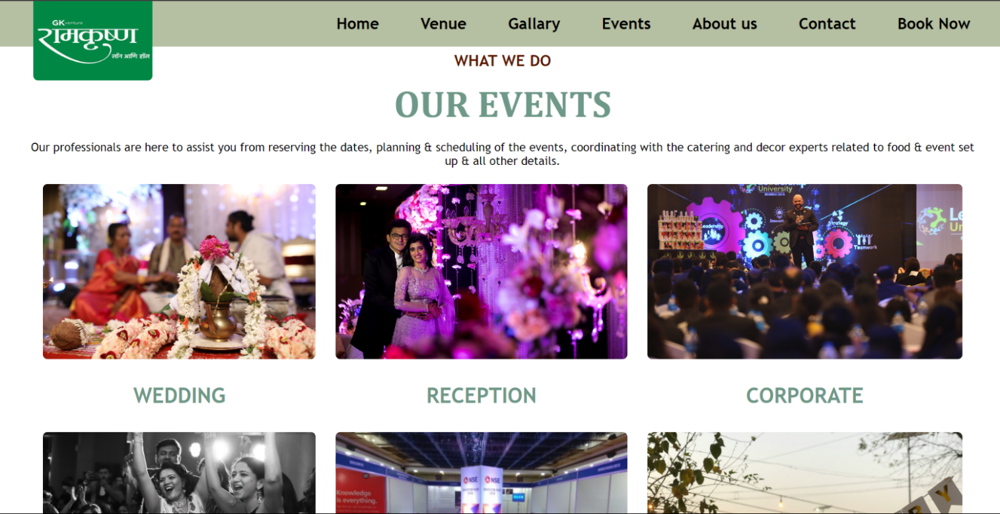 GKventure
रामकृष्ण
लॉन आणि हॉल
Home Venue Gallary Events About us Contact Book Now
WHAT WE DO
OUR EVENTS
Our professionals are here to assist you from reserving the dates, planning & scheduling of the events, coordinating with the catering and decor experts related to food & event set
up & all other details.
University
Leadership
Strategy
Teamwork
WEDDING
RECEPTION
CORPORATE
NSE
NSE
Knowledge
is everything.